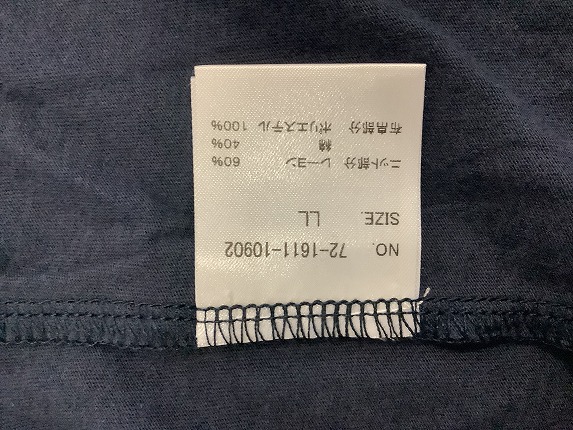 NO. 72-1611-10902
SIZE. LL
ニット部分 レーヨン 60%
綿 40%
布帛部分 ポリエステル 100%